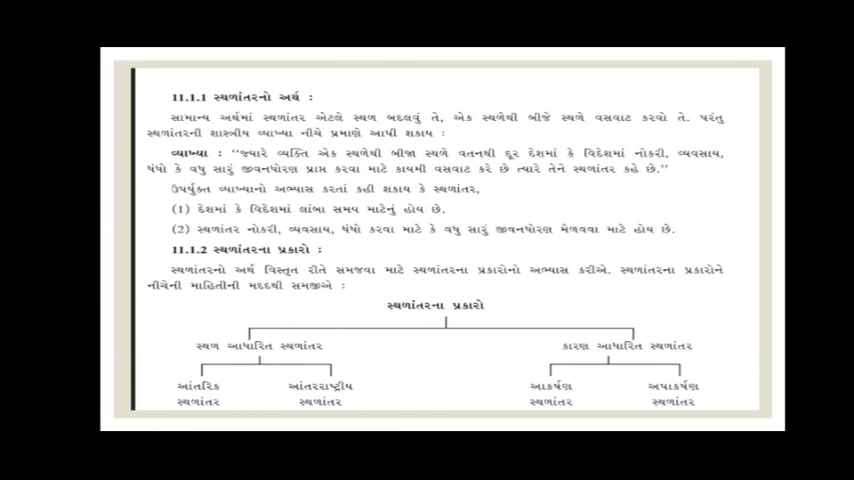 11.1.1 સ્થળાંતરનો અર્થ :
સામાન્ય અર્થમાં સ્થળાંતર એટલે સ્થળ બદલવું તે, એક સ્થળેથી બીજે સ્થળે વસવાટ કરવો તે. પરંતુ
સ્થળાંતરની શાસ્ત્રીય વ્યાખ્યા નીચે પ્રમાણે આપી શકાય :
વ્યાખ્યા : ‘‘જ્યારે વ્યક્તિ એક સ્થળેથી બીજા સ્થળે વતનથી દૂર દેશમાં કે વિદેશમાં નોકરી, વ્યવસાય,
ધંધો કે વધુ સારું જીવનધોરણ પ્રાપ્ત કરવા માટે કાયમી વસવાટ કરે છે ત્યારે તેને સ્થળાંતર કહે છે.’’
ઉપર્યુક્ત વ્યાખ્યાનો અભ્યાસ કરતાં કહી શકાય કે સ્થળાંતર,
(1) દેશમાં કે વિદેશમાં લાંબા સમય માટેનું હોય છે.
(2) સ્થળાંતર નોકરી, વ્યવસાય, ધંધો કરવા માટે કે વધુ સારું જીવનધોરણ મેળવવા માટે હોય છે.
11.1.2 સ્થળાંતરના પ્રકારો :
સ્થળાંતરનો અર્થ વિસ્તૃત રીતે સમજવા માટે સ્થળાંતરના પ્રકારોનો અભ્યાસ કરીએ. સ્થળાંતરના પ્રકારોને
નીચેની માહિતીની મદદથી સમજીએ :
સ્થળાંતરના પ્રકારો
સ્થળ આધારિત સ્થળાંતર કારણ આધારિત સ્થળાંતર
આંતરિક આંતરરાષ્ટ્રીય આકર્ષણ અપાકર્ષણ
સ્થળાંતર સ્થળાંતર સ્થળાંતર સ્થળાંતર